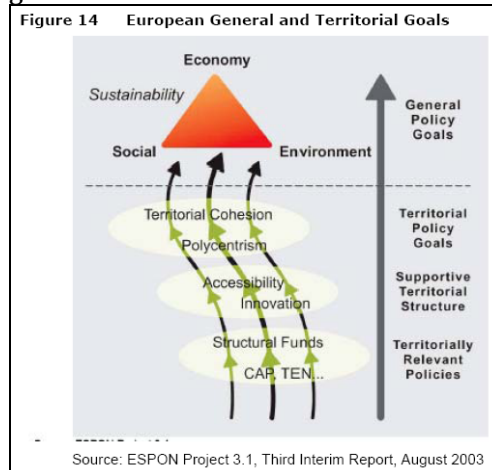 Figure 14 European General and Territorial Goals
Economy
Sustainability
Social
Environment
General
Policy
Goals
Territorial Cohesion
Polycentrism
Territorial
Policy
Goals
Accessibility
Innovation
Supportive
Territorial
Structure
Structural Funds
CAP, TEN...
Territorially
Relevant
Policies
Source: ESPON Project 3.1, Third Interim Report, August 2003